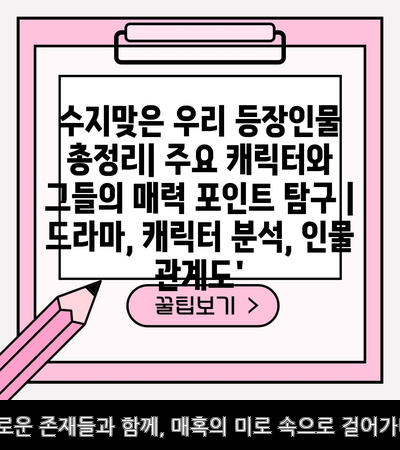 수지맞은 우리 등장인물
총정리| 주요 캐릭터와
그들의 매력 포인트 탐구 |
드라마, 캐릭터 분석, 인물
관계도'
꿀팁보기 >
로운 존재들과 함께, 매혹의 미로 속으로 걸어가